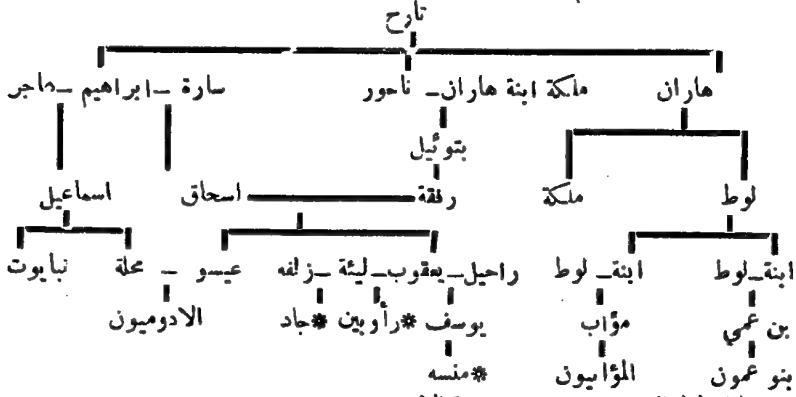 تارح
هاران ملكة ابنة هاران – ناحور سارة – ابراهيم – هاجر
بتوئيل
لوط ملكة رفقة اسحاق اسماعيل
ابنة – لوط ابنة – لوط راحيل – يعقوب – ليئة – زلفه عيسو – محلة نبايوت
بن عمي مؤاب يوسف *رأوبين *جاد الادوميون
بنو عمون المؤابيون *منسه